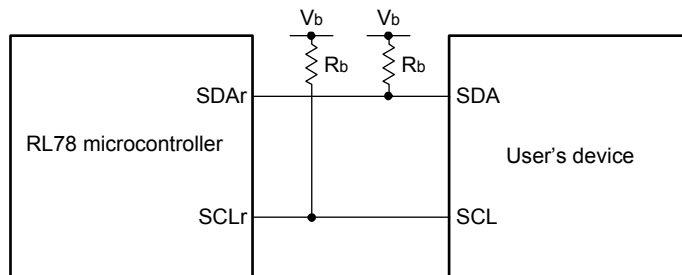 Vb Vb
Rb Rb
SDAr SDA
RL78 microcontroller User's device
SCLr SCL